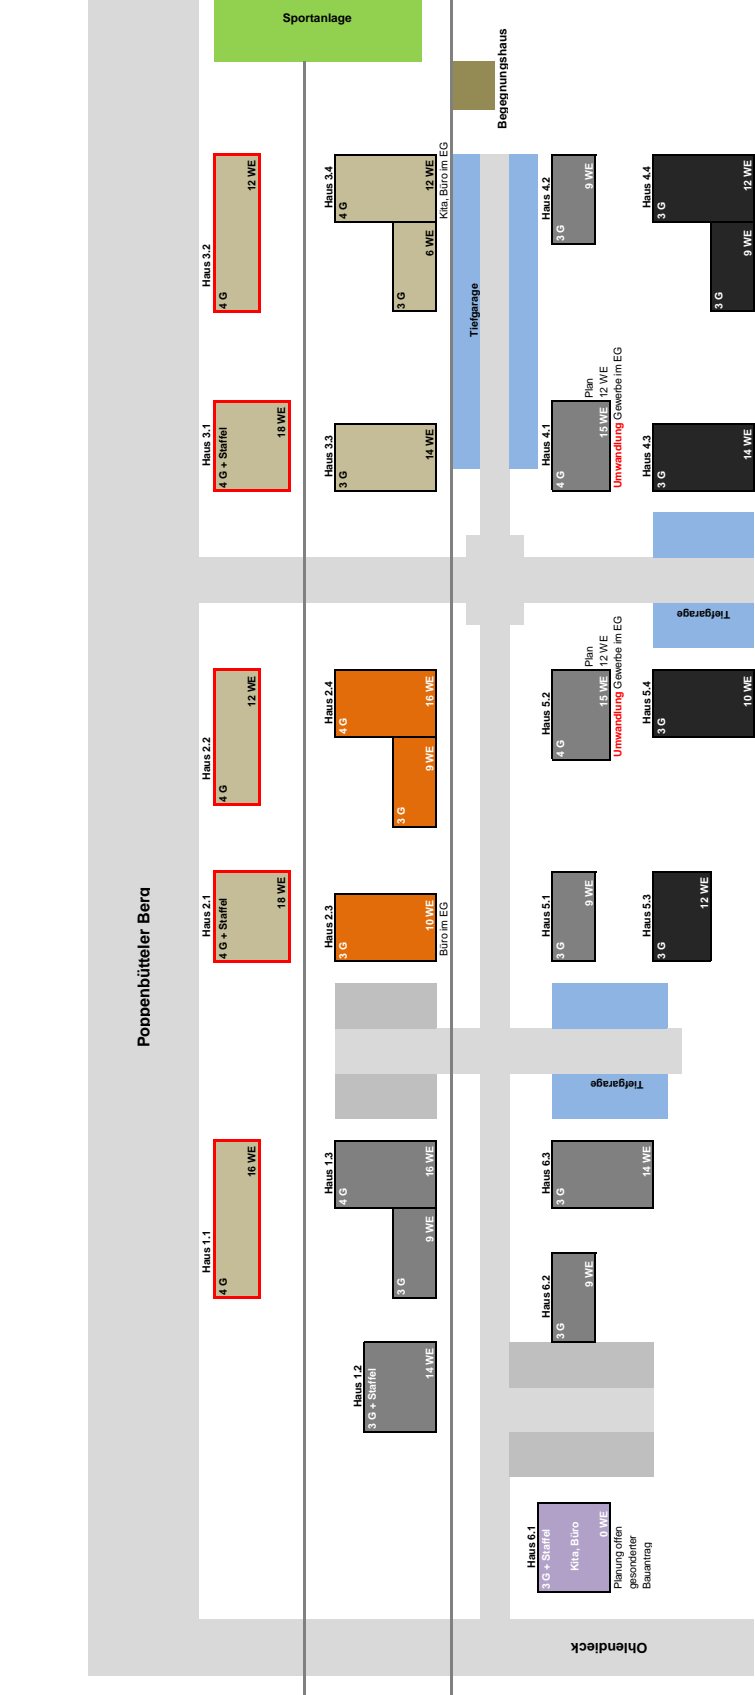 Sportanlage
Begegnungshaus
Haus 3.2
4 G
12 WE
Haus 3.4
4 G
12 WE
Kita, Büro im EG
3 G
6 WE
Tiefgarage
Haus 4.2
3 G
9 WE
Haus 4.4
3 G
12 WE
3 G
9 WE
Haus 3.1
4 G + Staffel
18 WE
Haus 3.3
3 G
14 WE
Haus 4.1
4 G
15 WE
Plan
12 WE
Umwandlung Gewerbe im EG
Haus 4.3
3 G
14 WE
Tiefgarage
Haus 2.2
4 G
12 WE
Haus 2.4
4 G
16 WE
3 G
9 WE
Haus 5.2
4 G
15 WE
Plan
12 WE
Umwandlung Gewerbe im EG
Haus 5.4
3 G
10 WE
Poppenbütteler Berg
Haus 2.1
4 G + Staffel
18 WE
Haus 2.3
3 G
10 WE
Büro im EG
Haus 5.1
3 G
9 WE
Haus 5.3
3 G
12 WE
Tiefgarage
Haus 1.1
4 G
16 WE
Haus 1.3
4 G
16 WE
3 G
9 WE
Haus 6.3
3 G
14 WE
Haus 6.2
3 G
9 WE
Haus 1.2
3 G + Staffel
14 WE
Haus 6.1
3 G + Staffel
Kita, Büro
0 WE
Planung offen
gesonderter
Bauantrag
Ohlendieck